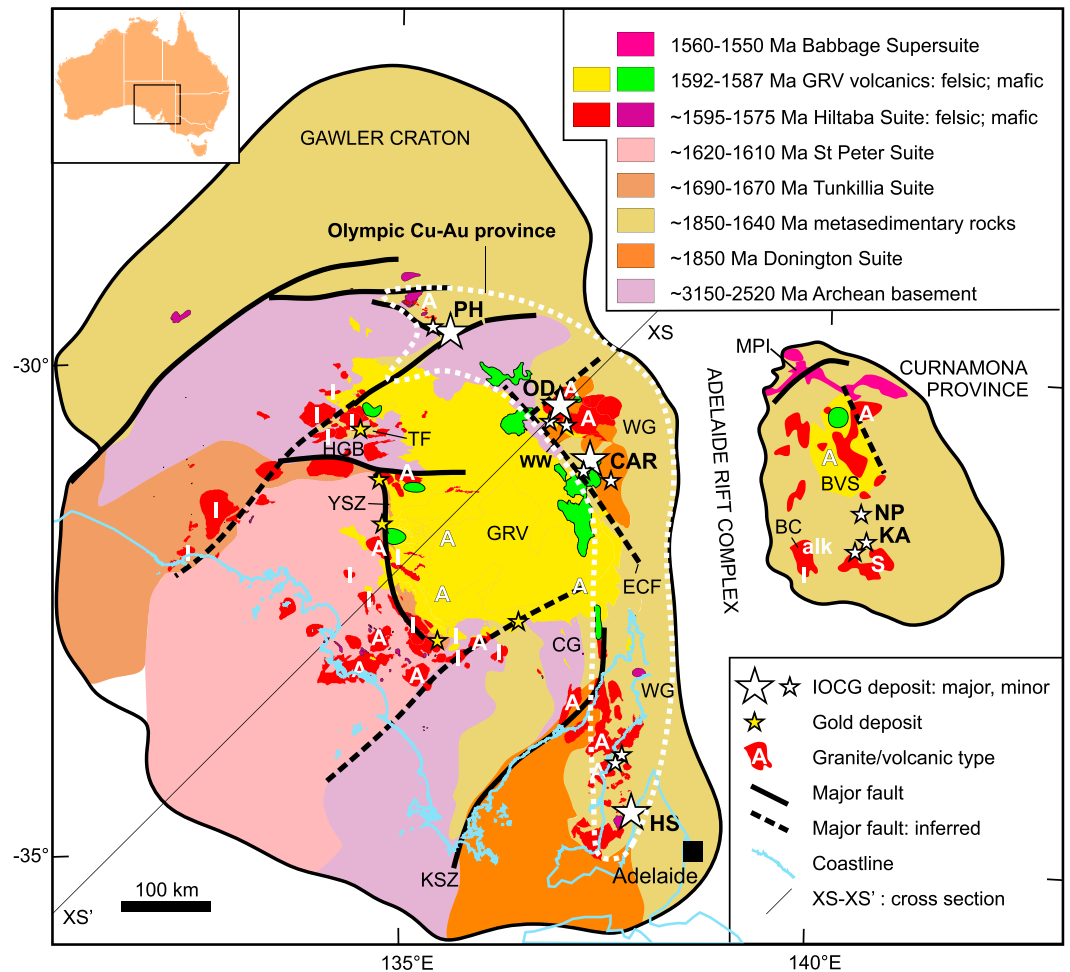 1560-1550 Ma Babbage Supersuite
1592-1587 Ma GRV volcanics: felsic; mafic
~1595-1575 Ma Hiltaba Suite: felsic; mafic
~1620-1610 Ma St Peter Suite
~1690-1670 Ma Tunkillia Suite
~1850-1640 Ma metasedimentary rocks
~1850 Ma Donington Suite
~3150-2520 Ma Archean basement
GAWLER CRATON
Olympic Cu-Au province
A
PH
XS
-30°
MPI
CURNAMONA
PROVINCE
ADELAIDE RIFT COMPLEX
OD
A
A
WG
I
I
I
I
HGB
TF
A
ww
CAR
A
A
BVS
YSZ
I
GRV
NP
KA
BC
alk
I
S
I
A
I
A
I
I
A
A
ECF
I
A
A
A
I
I
A
I
CG
WG
A
A
A
HS
Adelaide
KSZ
-35°
100 km
XS’
135°E
140°E
IOCG deposit: major, minor
Gold deposit
A
Granite/volcanic type
Major fault
Major fault: inferred
Coastline
XS-XS’ : cross section